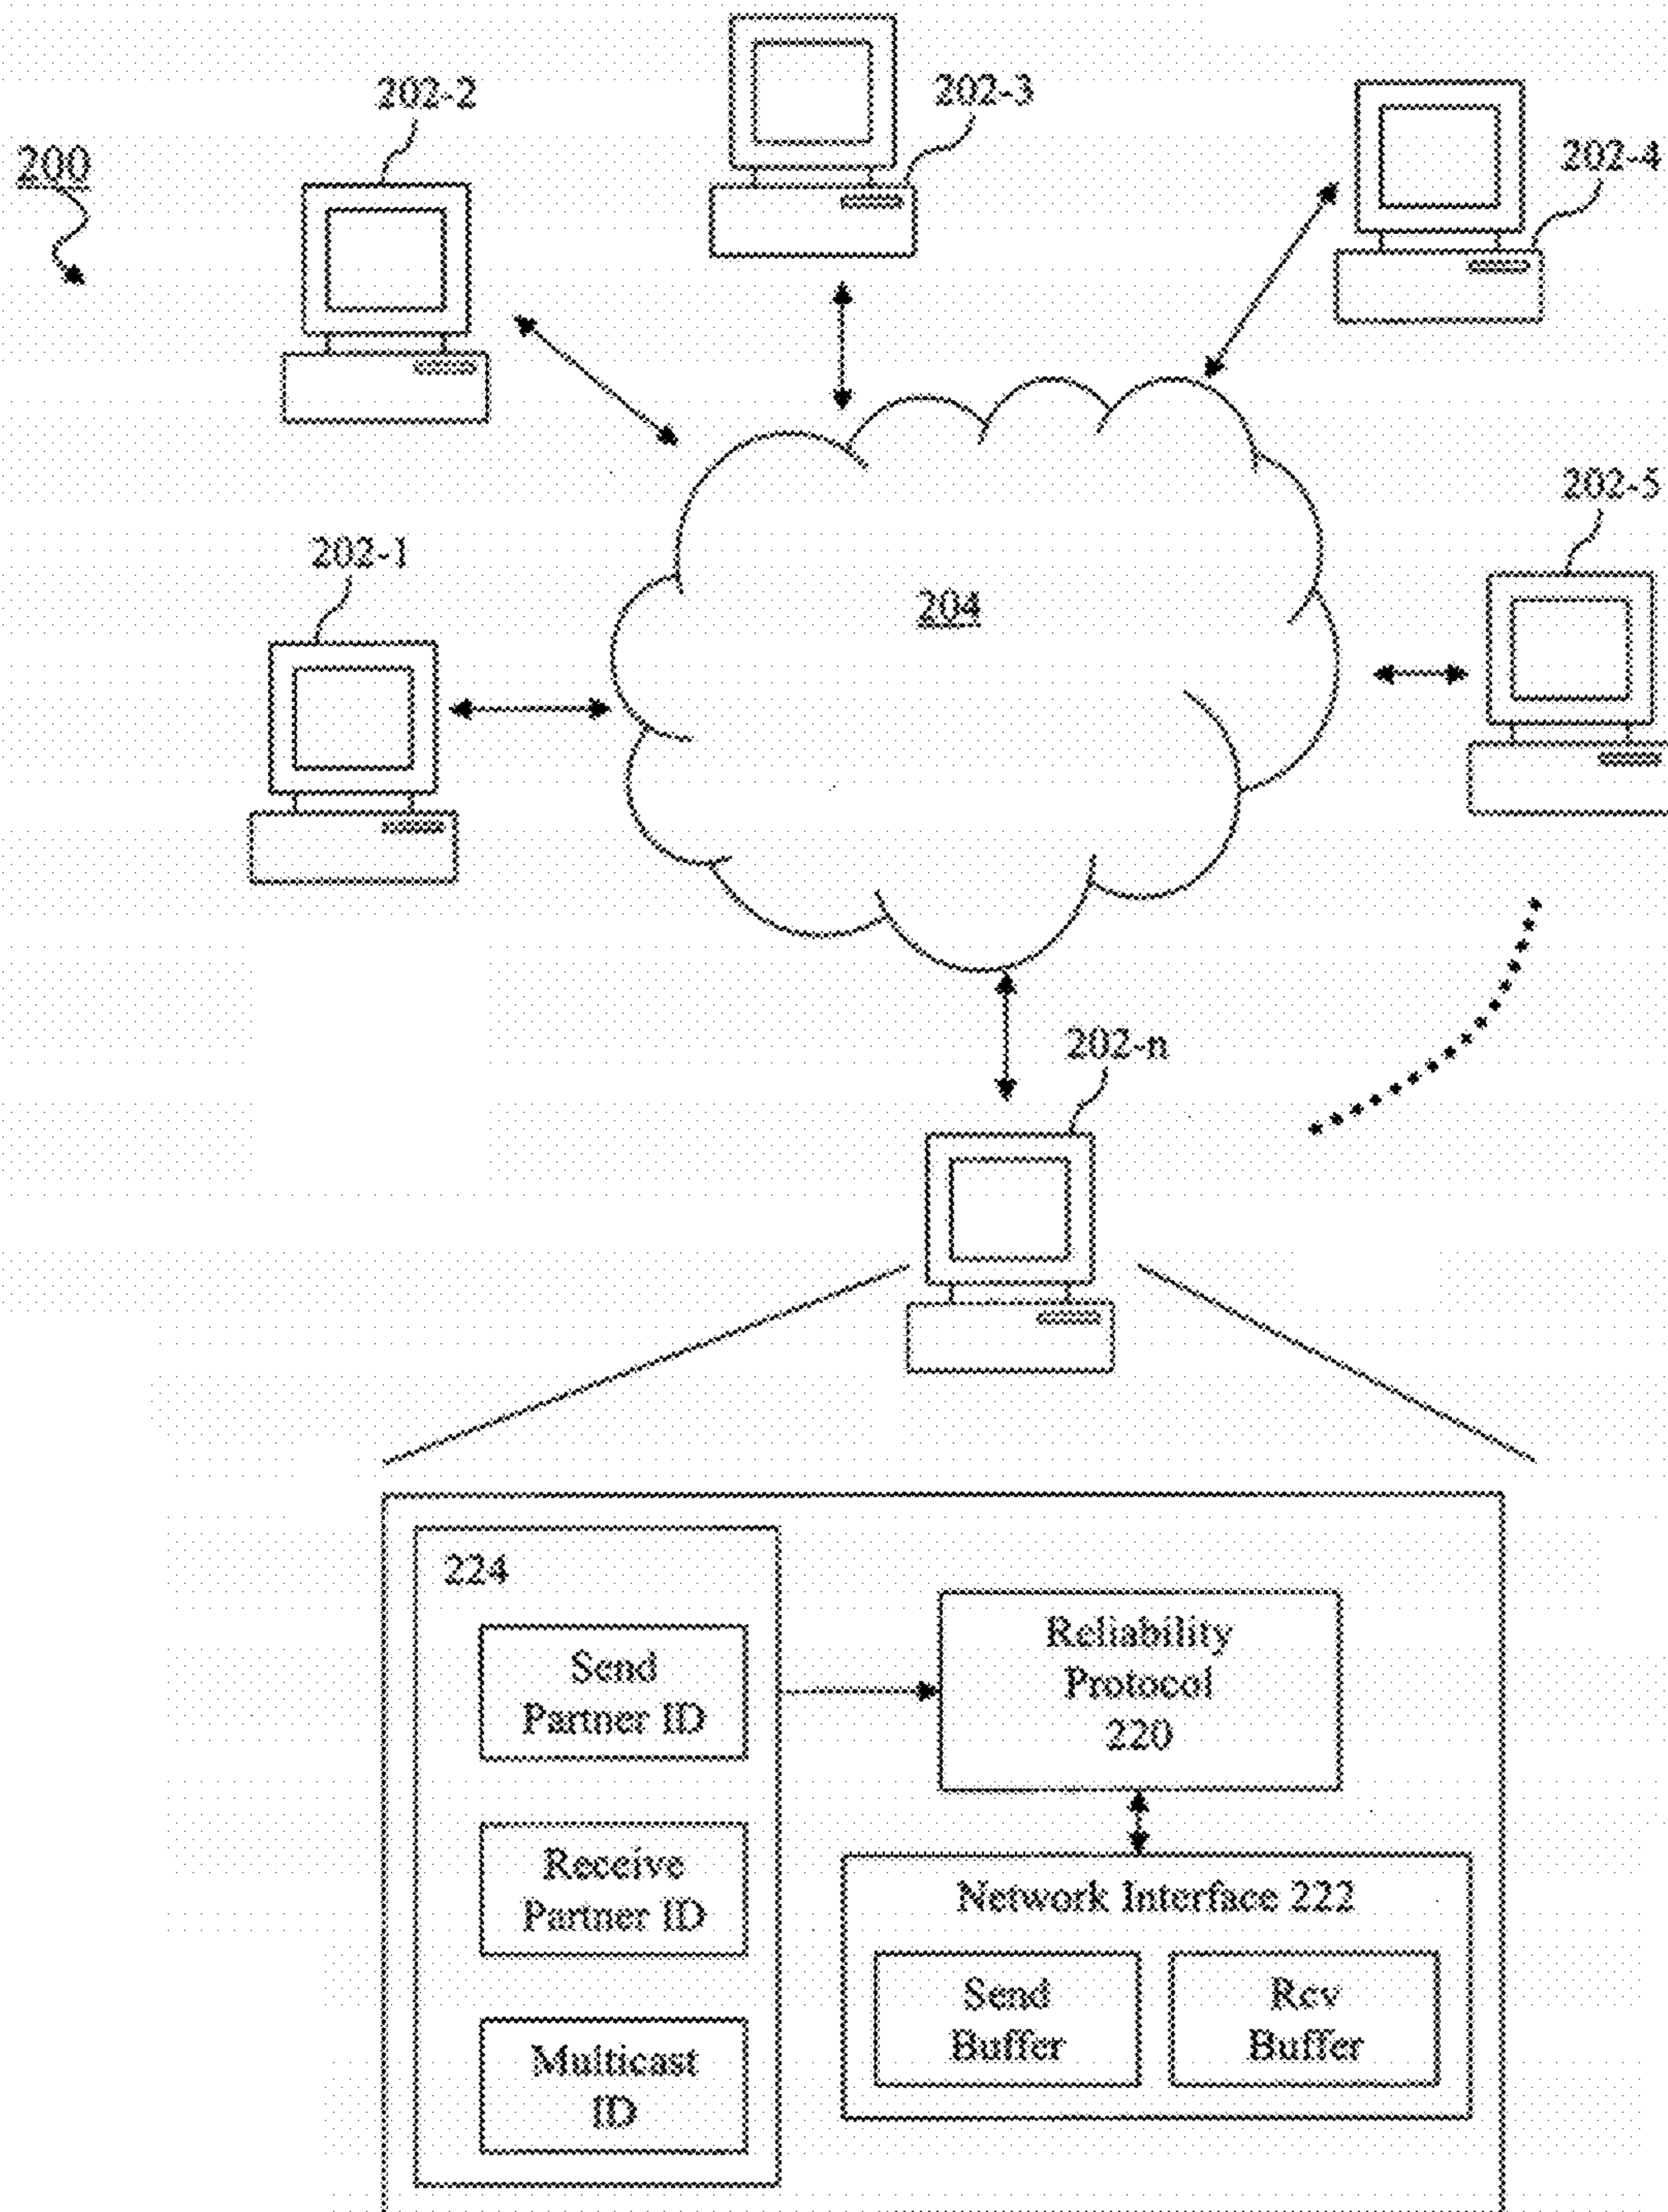 202-3
202-2
202-4
200
202-5
202-1
204
202-n
224
Send
Partner ID
Receive
Partner ID
Multicast
ID
Reliability
Protocol
220
Network Interface 222
Send
Buffer
Rcv
Buffer